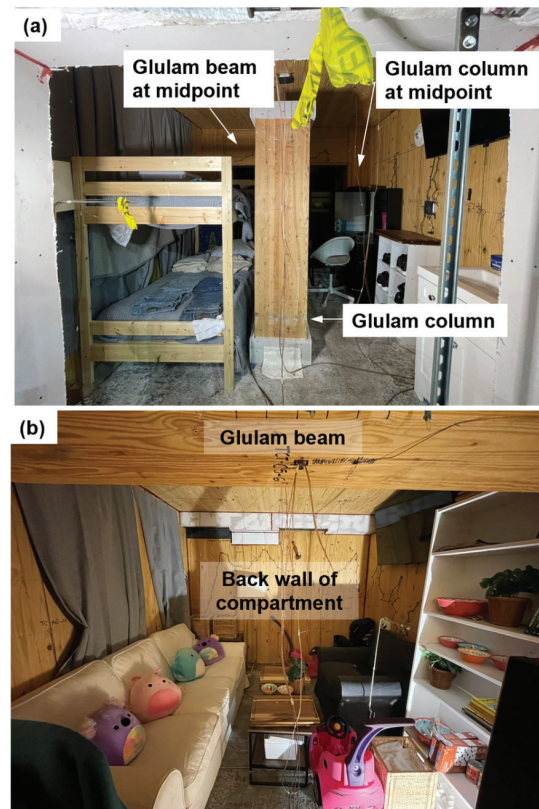 (a)
Glulam beam
at midpoint
Glulam column
at midpoint
Glulam column
(b)
Glulam beam
Back wall of
compartment